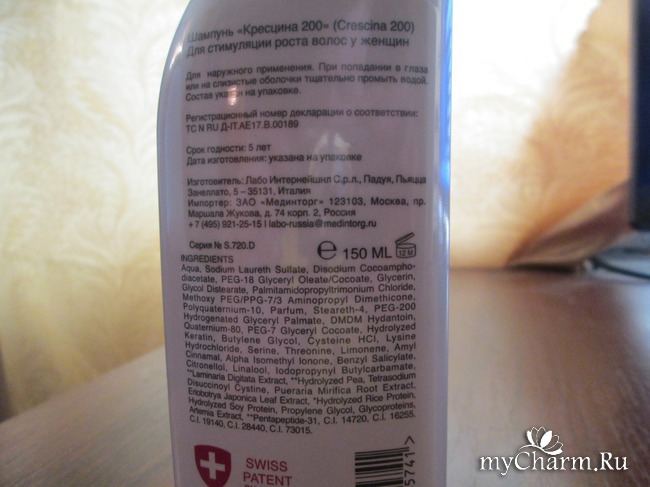 Шампунь «Кресцина 200» (Crescina 200)
Для стимуляции роста волос у женщин
Для наружного применения. При попадании в глаза
или на слизистые оболочки тщательно промыть водой.
Состав указан на упаковке.
Регистрационный номер декларации о соответствии:
ТС N RU Д-IT.АЕ17.В.00189
Срок годности: 5 лет
Дата изготовления: указана на упаковке
Изготовитель: Лабо Интернейшнл С.р.л., Падуя, Пьяцца
Занеллато, 5 – 35131, Италия
Импортер: ЗАО «Мединторг» 123103, Москва, пр.
Маршала Жукова, д. 74 корп. 2, Россия
+ 7 (495) 921-25-15 | labo-russia@medintorg.ru
Серия № S.720.D
℮ 150 ML 12 M
INGREDIENTS
Aqua, Sodium Laureth Sulfate, Disodium Cocoampho-
diacetate, PEG-18 Glyceryl Oleate/Cocoate, Glycerin,
Glycol Distearate, Palmitamidopropyltrimonium Chloride,
Methoxy PEG/PPG-7/3 Aminopropyl Dimethicone,
Polyquaternium-10, Parfum, Steareth-4, PEG-200
Hydrogenated Glyceryl Palmate, DMDM Hydantoin,
Quaternium-80, PEG-7 Glyceryl Cocoate, Hydrolyzed
Keratin, Butylene Glycol, Cysteine HCl, Lysine
Hydrochloride, Serine, Threonine, Limonene, Amyl
Cinnamal, Alpha Isomethyl Ionone, Benzyl Salicylate,
Citronellol, Linalool, Iodopropynyl Butylcarbamate,
°°Laminaria Digitata Extract, °°Hydrolyzed Pea, Tetrasodium
Disuccinoyl Cystine, Pueraria Mirifica Root Extract,
Eriobotrya Japonica Leaf Extract, °Hydrolyzed Rice Protein,
Hydrolyzed Soy Protein, Propylene Glycol, Glycoproteins,
Artemia Extract, °°Pentapeptide-31, C.I. 14720, C.I. 16255,
C.I. 19140, C.I. 28440, C.I. 73015.
SWISS
PATENT
5741>
myCharm.Ru